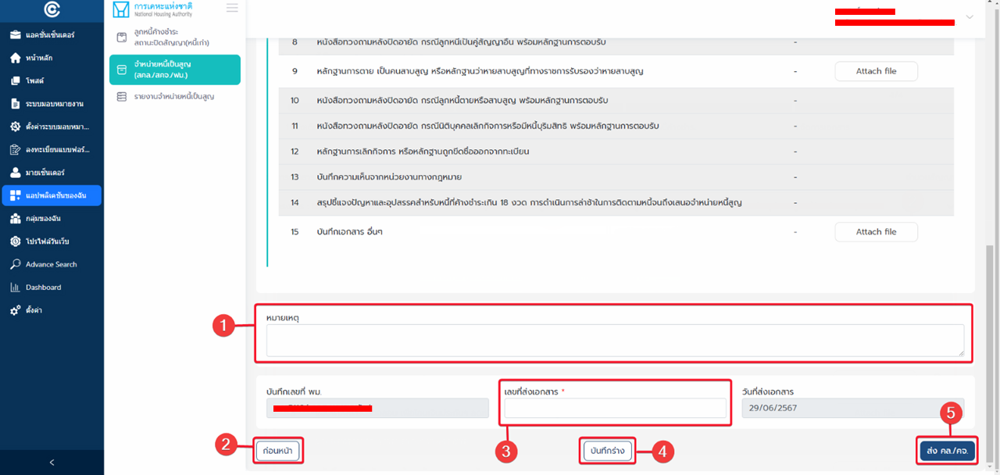 การเคหะแห่งชาติ
National Housing Authority
แอคชั่นเซ็นเตอร์
หน้าหลัก
โพสต์
ระบบมอบหมายงาน
ตั้งค่าระบบมอบหมา...
ลงทะเบียนแบบฟอร์...
มายเซ็นเตอร์
แอปพลิเคชันของฉัน
กลุ่มของฉัน
โปรไฟล์วันเว็บ
Advance Search
Dashboard
ตั้งค่า
<
ลูกหนี้ค้างชำระ
สถานะปิดสัญญา(หนี้เก่า)
จำหน่ายหนี้เป็นสูญ
(สคล./สคจ./ฟม.)
รายงานจำหน่ายหนี้เป็นสูญ
8 หนังสือทวงถามหลังปิดอายัด กรณีลูกหนี้เป็นคู่สัญญาอื่น พร้อมหลักฐานการตอบรับ -
9 หลักฐานการตาย เป็นคนสาบสูญ หรือหลักฐานว่าหายสาบสูญที่ทางราชการรับรองว่าหายสาบสูญ - Attach file
10 หนังสือทวงถามหลังปิดอายัด กรณีลูกหนี้ตายหรือสาบสูญ พร้อมหลักฐานการตอบรับ -
11 หนังสือทวงถามหลังปิดอายัด กรณีนิติบุคคลเลิกกิจการหรือมีหนี้บุริมสิทธิ พร้อมหลักฐานการตอบรับ -
12 หลักฐานการเลิกกิจการ หรือหลักฐานถูกขีดชื่อออกจากทะเบียน -
13 บันทึกความเห็นจากหน่วยงานทางกฎหมาย -
14 สรุปชี้แจงปัญหาและอุปสรรคสำหรับหนี้ที่ค้างชำระเกิน 18 งวด การดำเนินการล่าช้าในการติดตามหนี้จนถึงเสนอจำหน่ายหนี้สูญ -
15 บันทึกเอกสาร อื่นๆ - Attach file
1
หมายเหตุ
บันทึกเลขที่ พม.
เลขที่ส่งเอกสาร *
วันที่ส่งเอกสาร
29/06/2567
5
2
ก่อนหน้า
3
บันทึกร่าง
4
ส่ง คล./คจ.